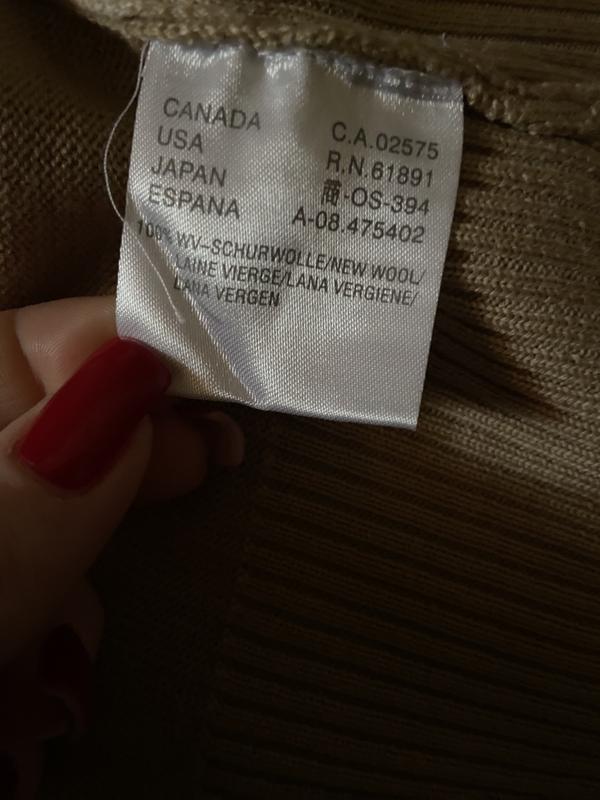 CANADA C.A.02575
USA R.N.61891
JAPAN 商-OS-394
ESPANA A-08.475402
100% WV-SCHURWOLLE/NEW WOOL/
LAINE VIERGE/LANA VERGIENE/
LANA VERGEN